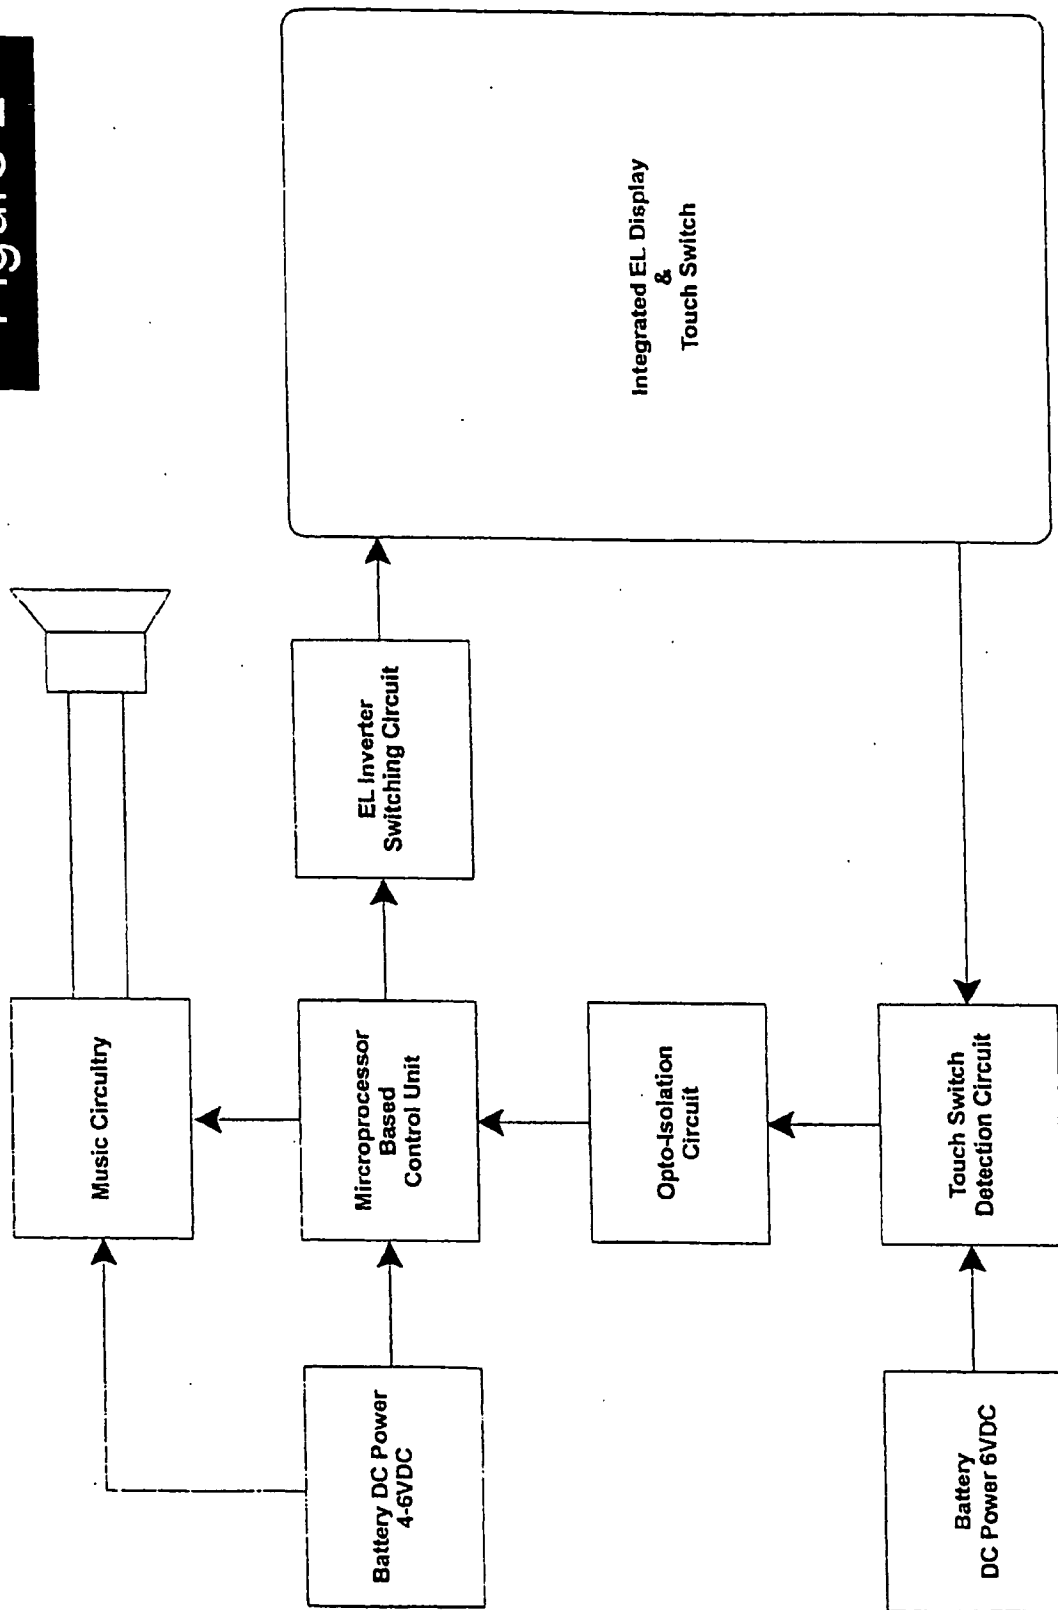 Music Circuitry
Battery DC Power
4-6VDC
Mircroprocessor
Based
Control Unit
EL Inverter
Switching Circuit
Integrated EL Display
&
Touch Switch
Opto-Isolation
Circuit
Battery
DC Power 6VDC
Touch Switch
Detection Circuit